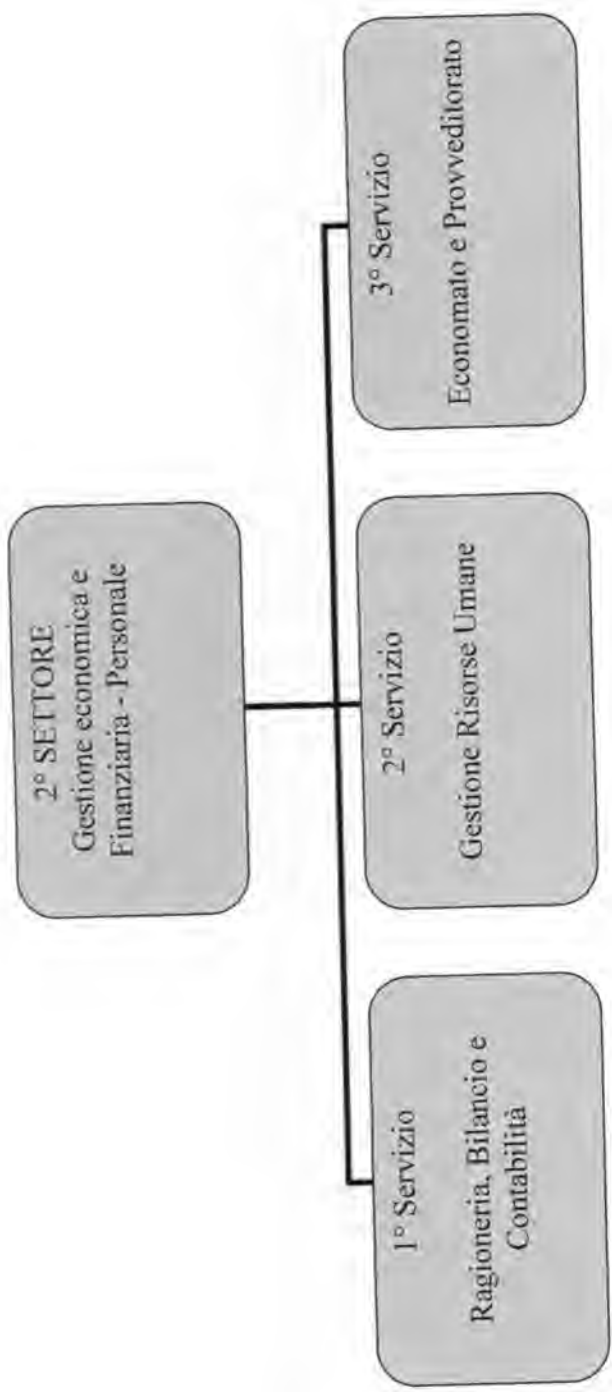 2° SETTORE
Gestione economica e
Finanziaria - Personale
1° Servizio
Ragioneria, Bilancio e
Contabilità
2° Servizio
Gestione Risorse Umane
3° Servizio
Economato e Provveditorato